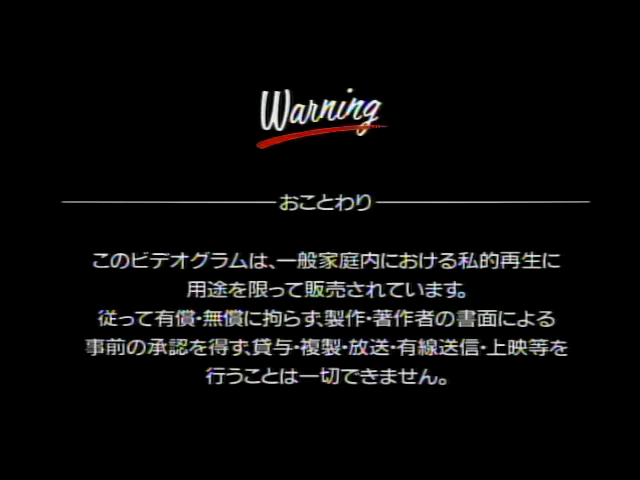 Warning
おことわり
このビデオグラムは、一般家庭内における私的再生に
用途を限って販売されています。
従って有償・無償に拘らず、製作・著作者の書面による
事前の承認を得ず、貸与・複製・放送・有線送信・上映等を
行うことは一切できません。